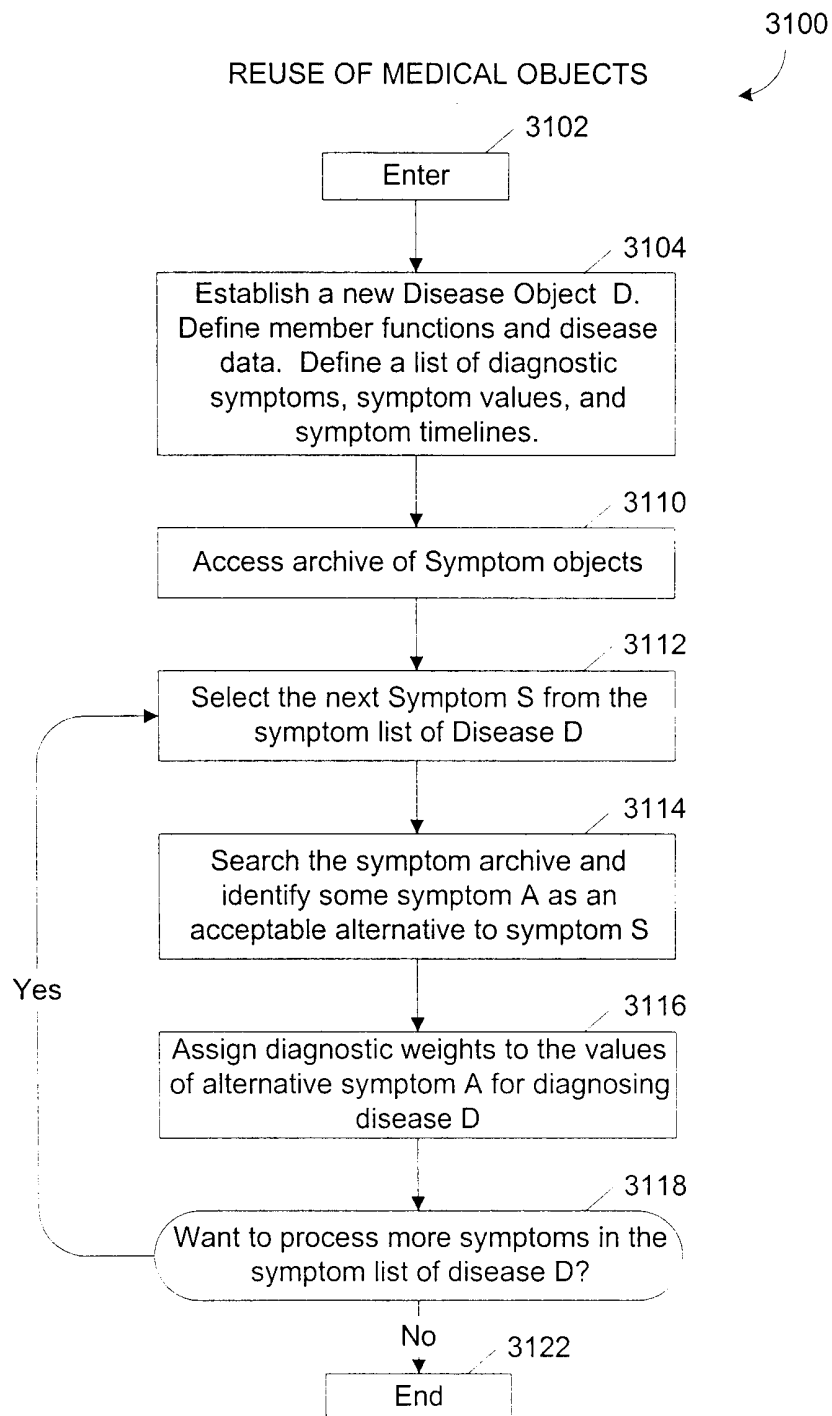 3100
REUSE OF MEDICAL OBJECTS
3102
Enter
3104
Establish a new Disease Object D.
Define member functions and disease
data. Define a list of diagnostic
symptoms, symptom values, and
symptom timelines.
3110
Access archive of Symptom objects
3112
Select the next Symptom S from the
symptom list of Disease D
3114
Search the symptom archive and
identify some symptom A as an
acceptable alternative to symptom S
Yes
3116
Assign diagnostic weights to the values
of alternative symptom A for diagnosing
disease D
3118
Want to process more symptoms in the
symptom list of disease D?
No
3122
End